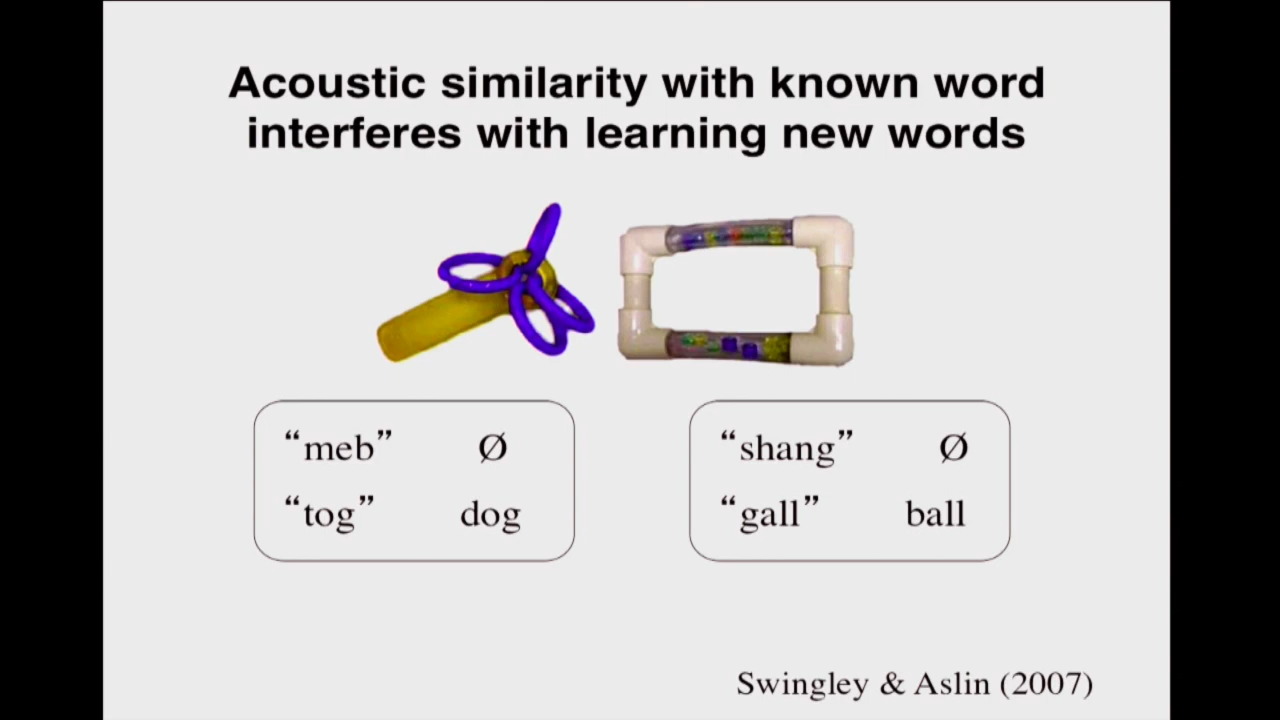 Acoustic similarity with known word
interferes with learning new words
“meb” Ø
“tog” dog
“shang” Ø
“gall” ball
Swingley & Aslin (2007)